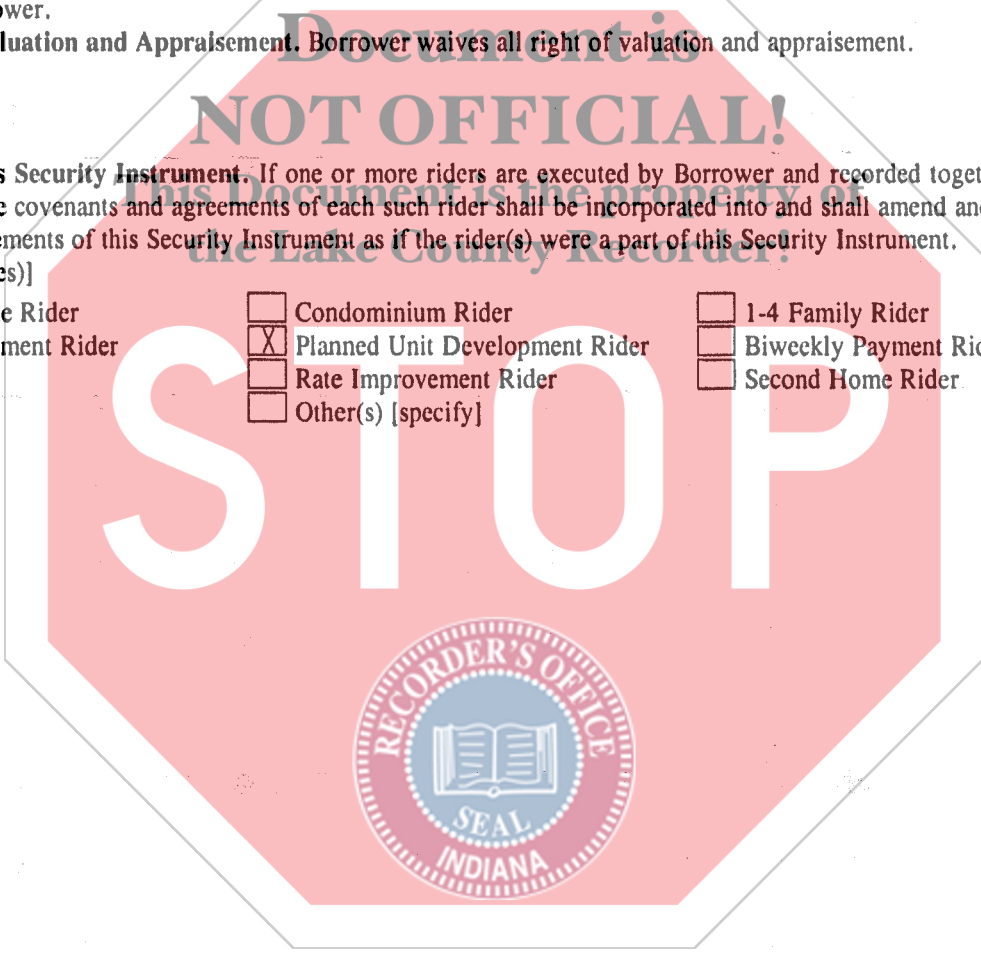 ower.
luation and Appraisement. Borrower waives all right of valuation and appraisement.
Document is
NOT OFFICIAL!
s Security Instrument. If one or more riders are executed by Borrower and recorded toget
This Document is the property of
e covenants and agreements of each such rider shall be incorporated into and shall amend and
ements of this Security Instrument as if the rider(s) were a part of this Security Instrument.
the Lake County Recorder!
es)]
e Rider Condominium Rider 1-4 Family Rider
ment Rider X Planned Unit Development Rider Biweekly Payment Rid
Rate Improvement Rider Second Home Rider
Other(s) [specify]
STOP
RECORDER'S OFFICE
SEAL
INDIANA